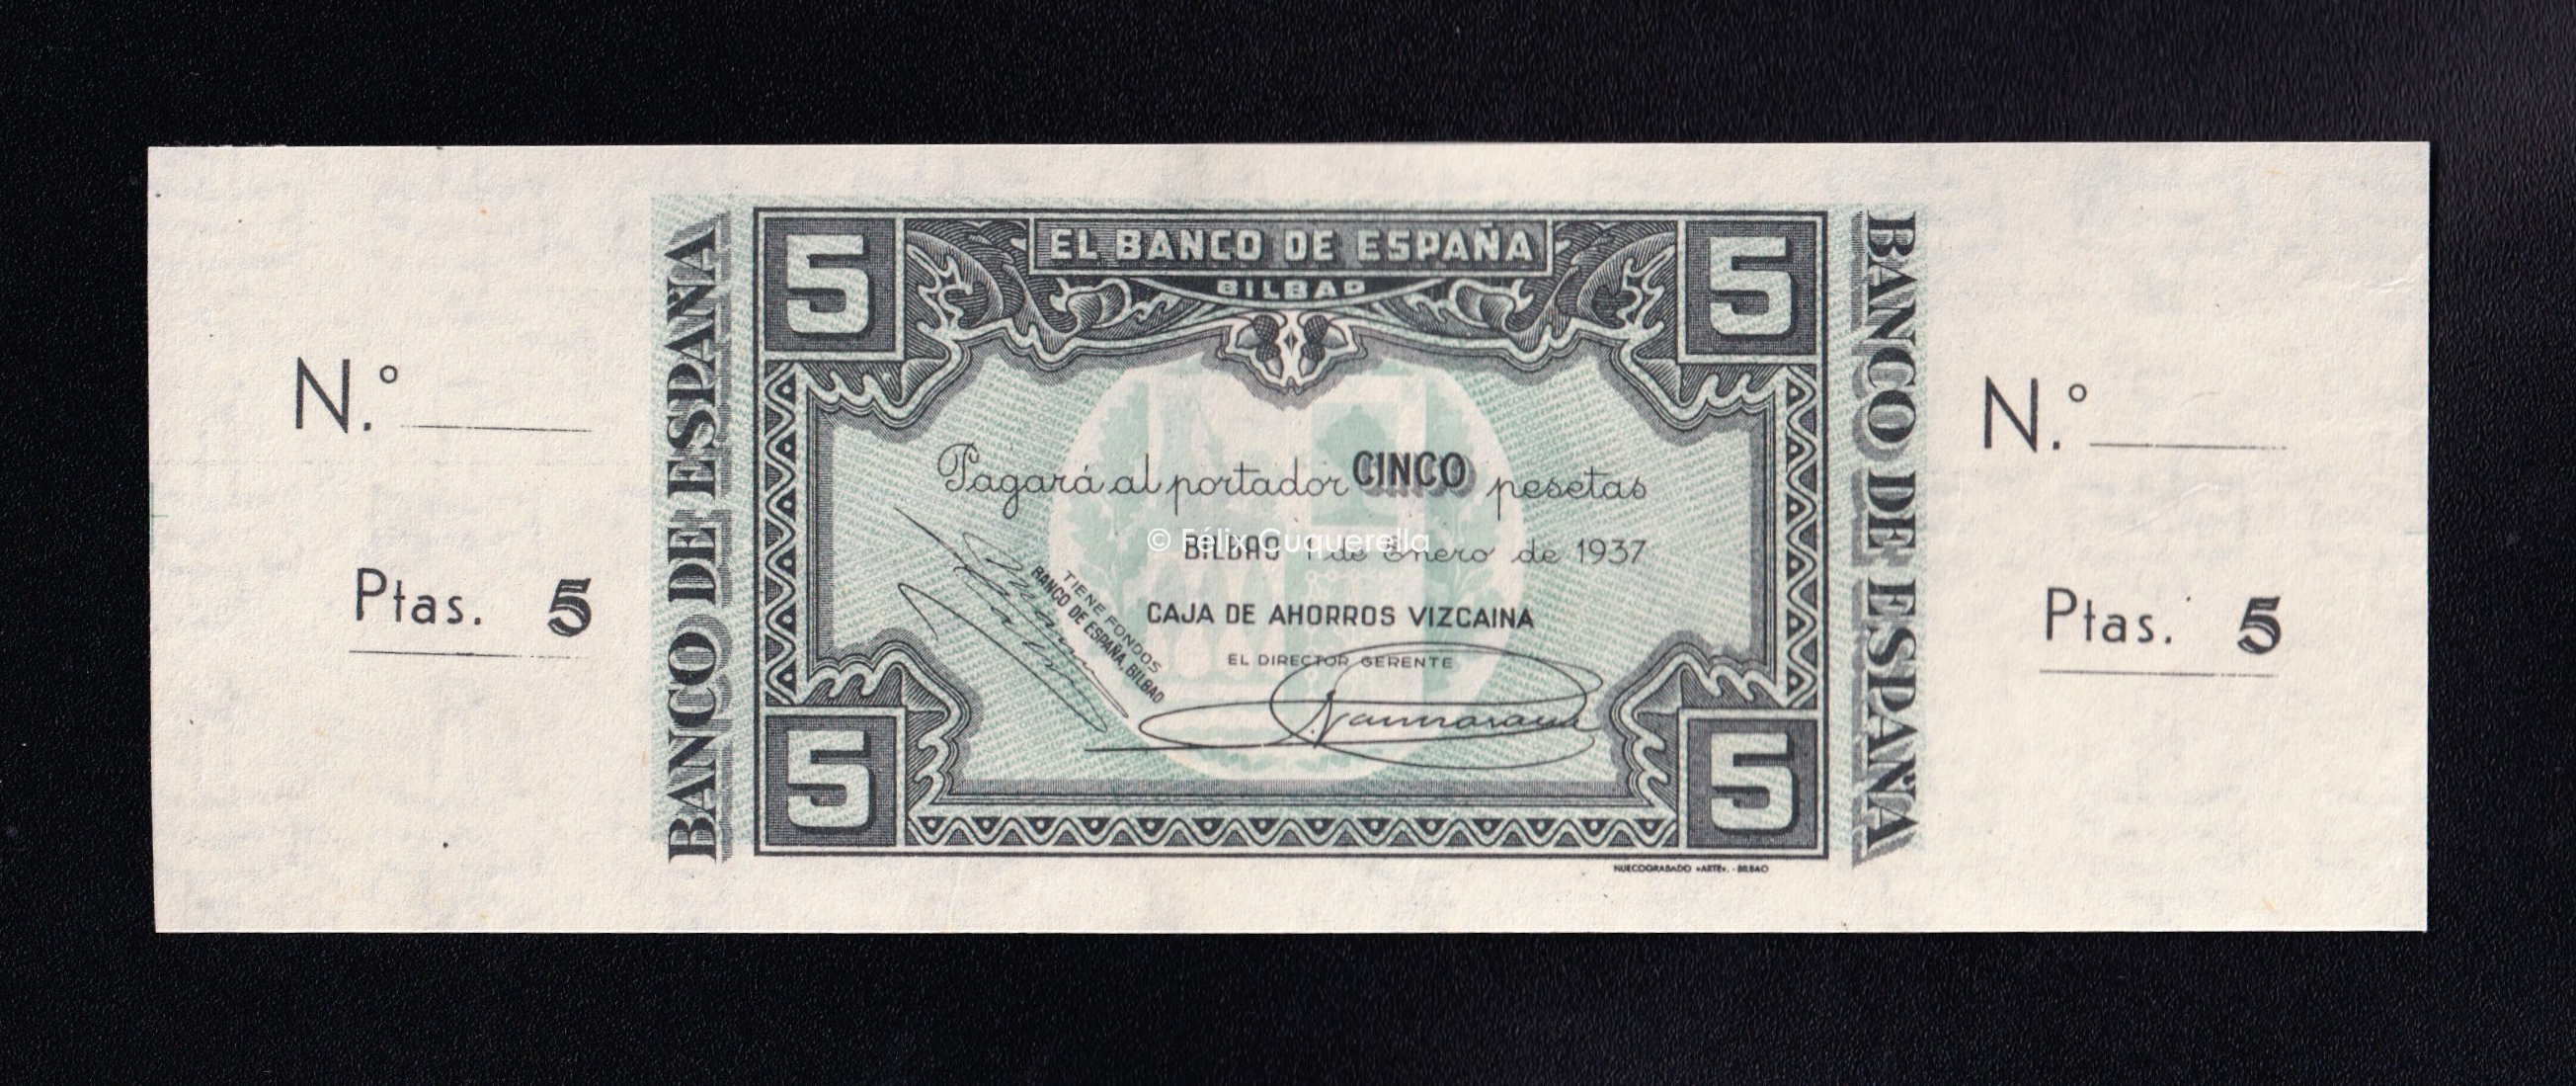 N.º
Ptas. 5
BANCO DE ESPAÑA
5
EL BANCO DE ESPAÑA
5
BILBAO
Pagará al portador CINCO pesetas
© Félix Cuquerella
BILBAO 1 de Enero de 1937
TIENE FONDOS
BANCO DE ESPAÑA, BILBAO
CAJA DE AHORROS VIZCAINA
EL DIRECTOR GERENTE
5
5
HUECOGRABADO «ARTE». - BILBAO
BANCO DE ESPAÑA
N.º
Ptas. 5